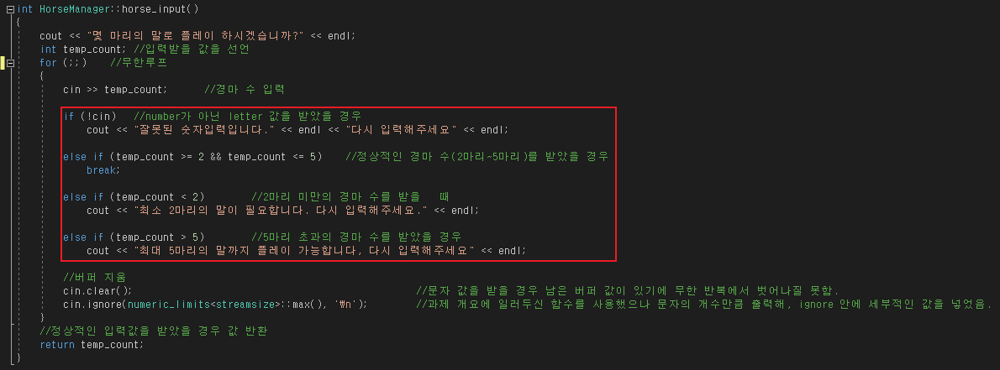 int HorseManager::horse_input()
{
cout << "몇 마리의 말로 플레이 하시겠습니까?" << endl;
int temp_count; //입력받을 값을 선언
for (;;) //무한루프
{
cin >> temp_count; //경마 수 입력
if (!cin) //number가 아닌 letter 값을 받았을 경우
cout << "잘못된 숫자입력입니다." << endl << "다시 입력해주세요" << endl;
else if (temp_count >= 2 && temp_count <= 5) //정상적인 경마 수(2마리~5마리)를 받았을 경우
break;
else if (temp_count < 2) //2마리 미만의 경마 수를 받을 때
cout << "최소 2마리의 말이 필요합니다. 다시 입력해주세요." << endl;
else if (temp_count > 5) //5마리 초과의 경마 수를 받았을 경우
cout << "최대 5마리의 말까지 플레이 가능합니다, 다시 입력해주세요" << endl;
//버퍼 지움
cin.clear(); //문자 값을 받을 경우 남은 버퍼 값이 있기에 무한 반복에서 벗어나질 못함.
cin.ignore(numeric_limits<streamsize>::max(), '₩n'); //과제 개요에 일러두신 함수를 사용했으나 문자의 개수만큼 출력해, ignore 안에 세부적인 값을 넣었음.
}
//정상적인 입력값을 받았을 경우 값 반환
return temp_count;
}